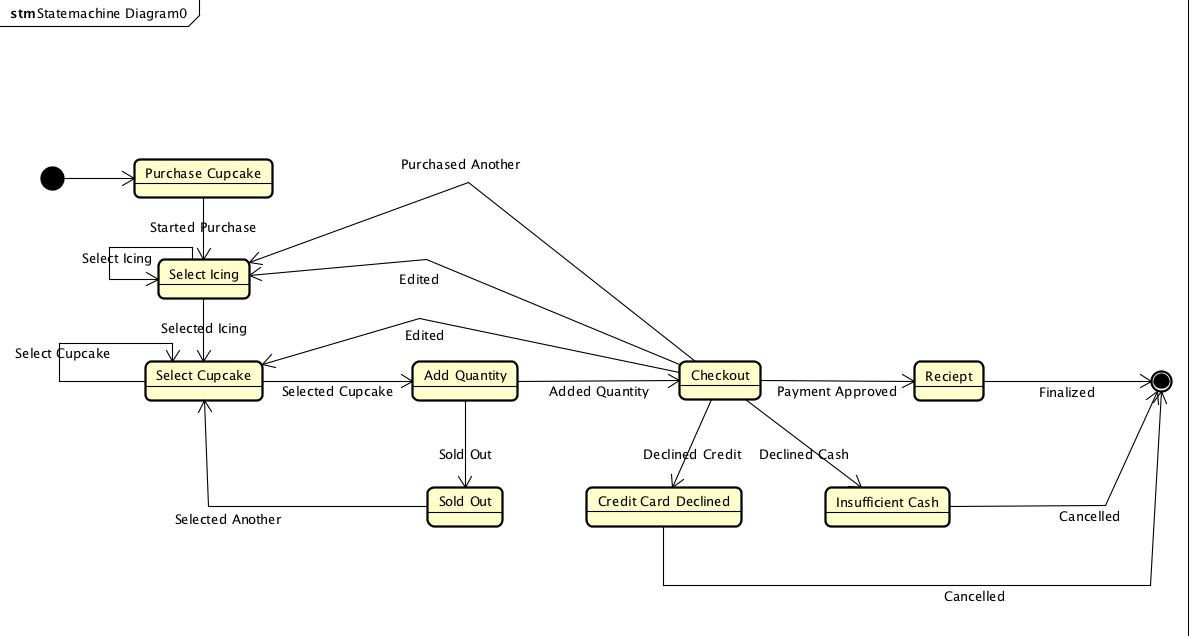 stm Statemachine Diagram0
Purchased Another
Purchase Cupcake
Started Purchase
Select Icing
Select Icing
Edited
Selected Icing
Edited
Select Cupcake
Select Cupcake
Selected Cupcake
Add Quantity
Added Quantity
Checkout
Payment Approved
Reciept
Finalized
Sold Out
Declined Credit
Declined Cash
Sold Out
Credit Card Declined
Insufficient Cash
Selected Another
Cancelled
Cancelled